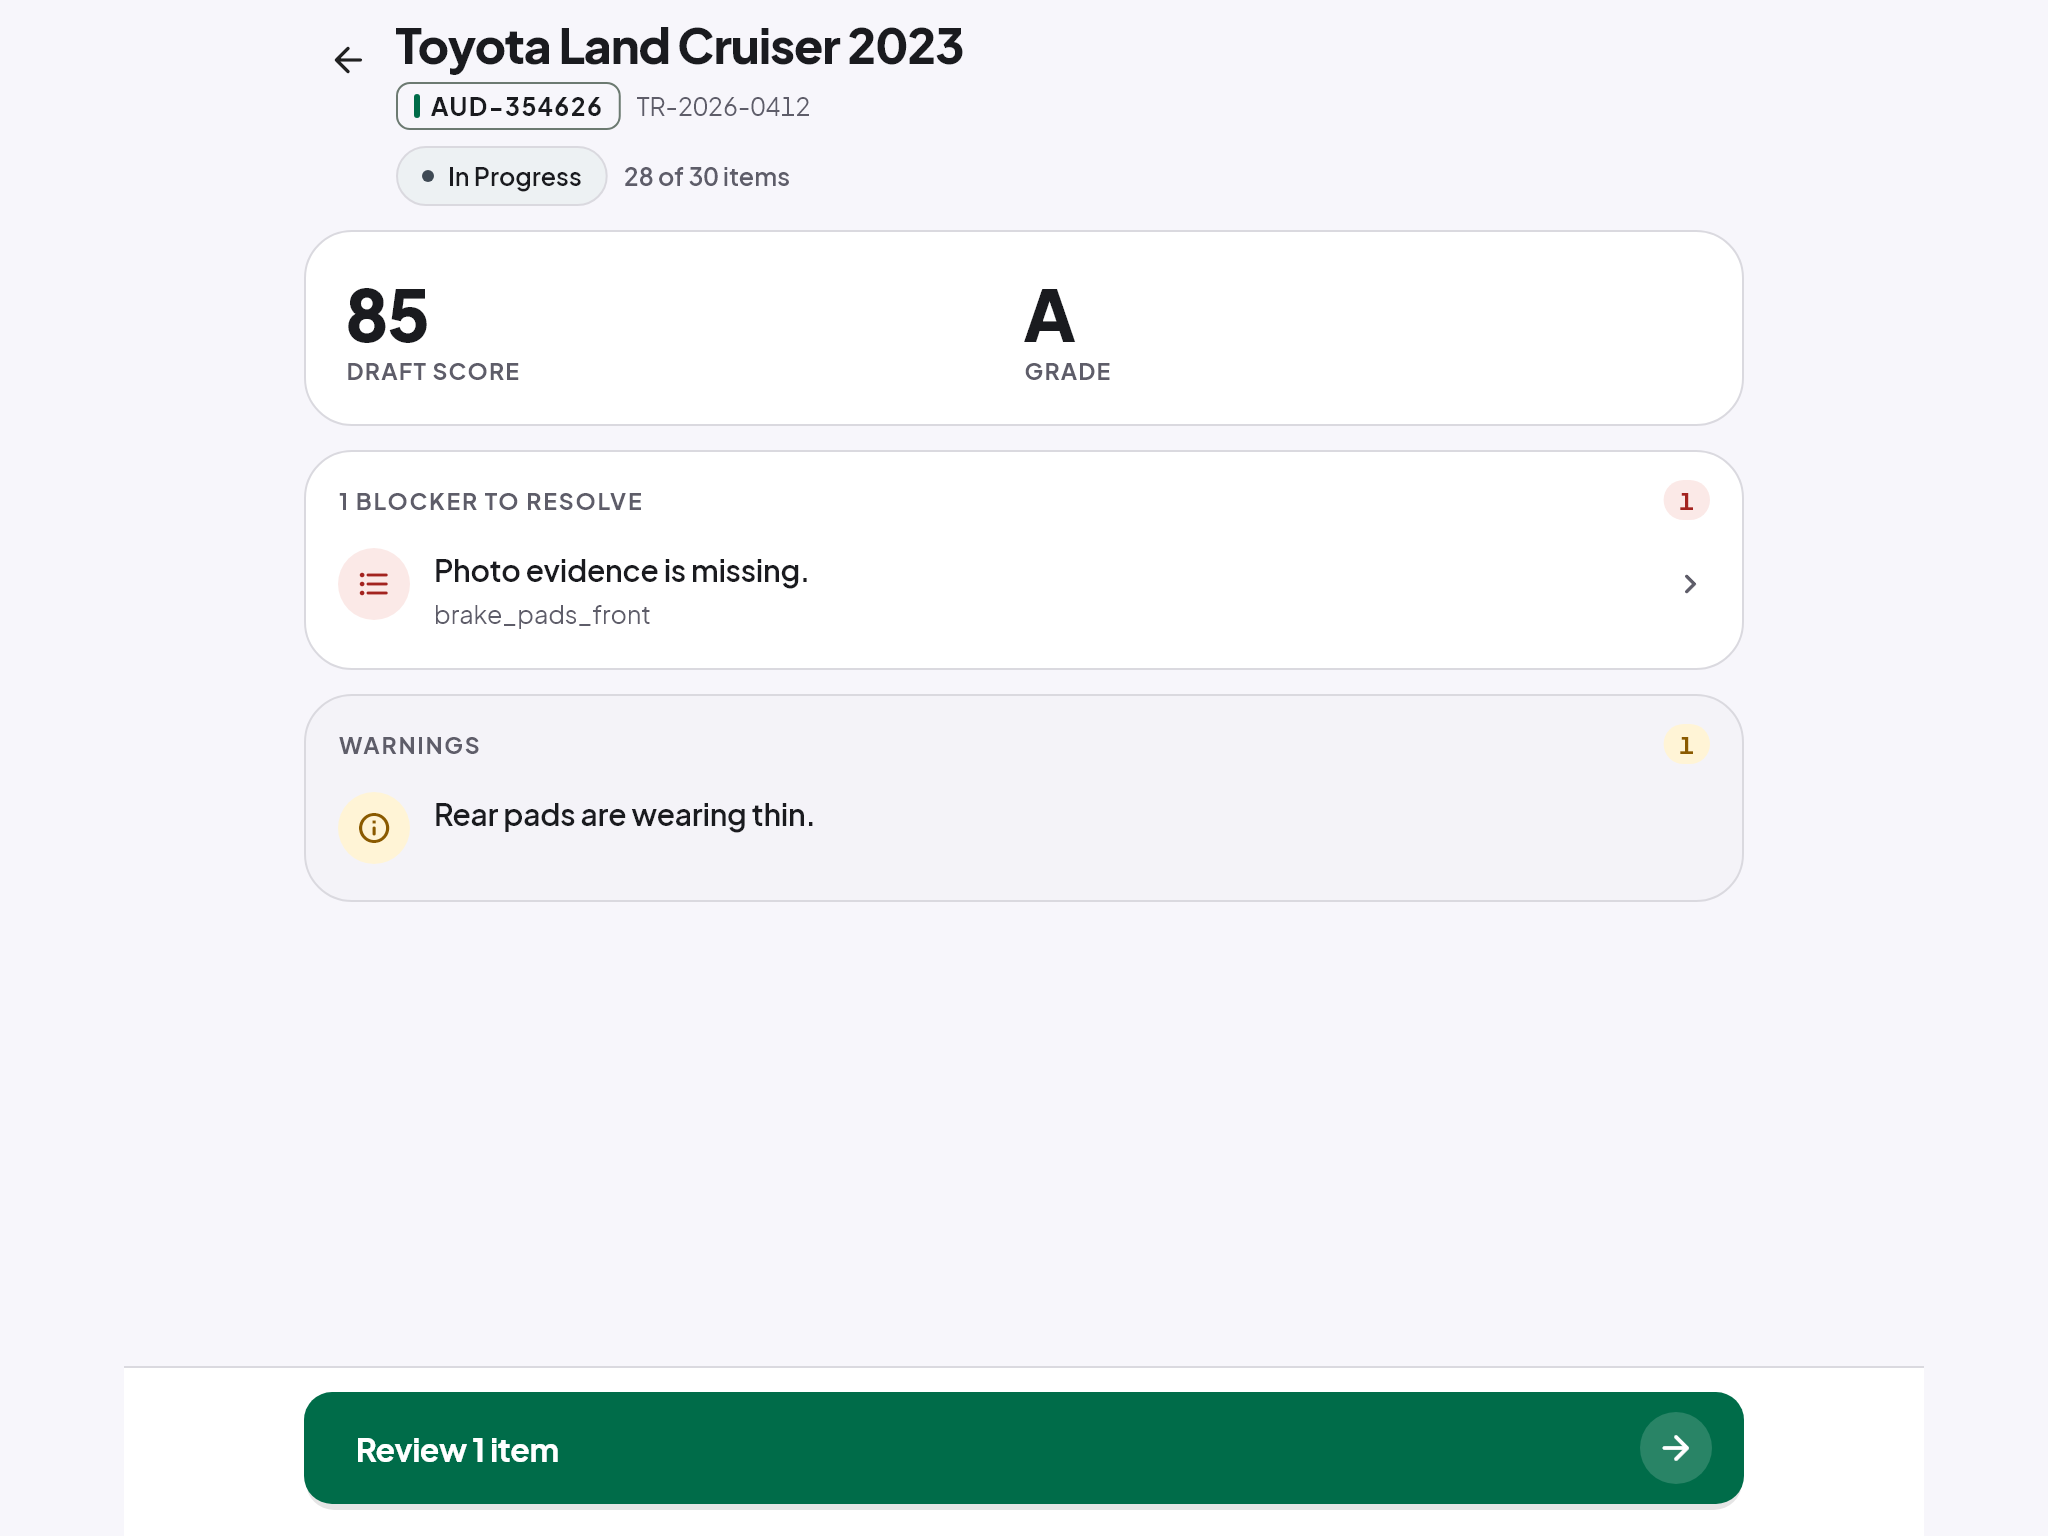 Toyota Land Cruiser 2023
AUD-354626 TR-2026-0412
In Progress 28 of 30 items
85 A
DRAFT SCORE GRADE
1 BLOCKER TO RESOLVE 1
Photo evidence is missing.
brake_pads_front
WARNINGS 1
Rear pads are wearing thin.
Review 1 item